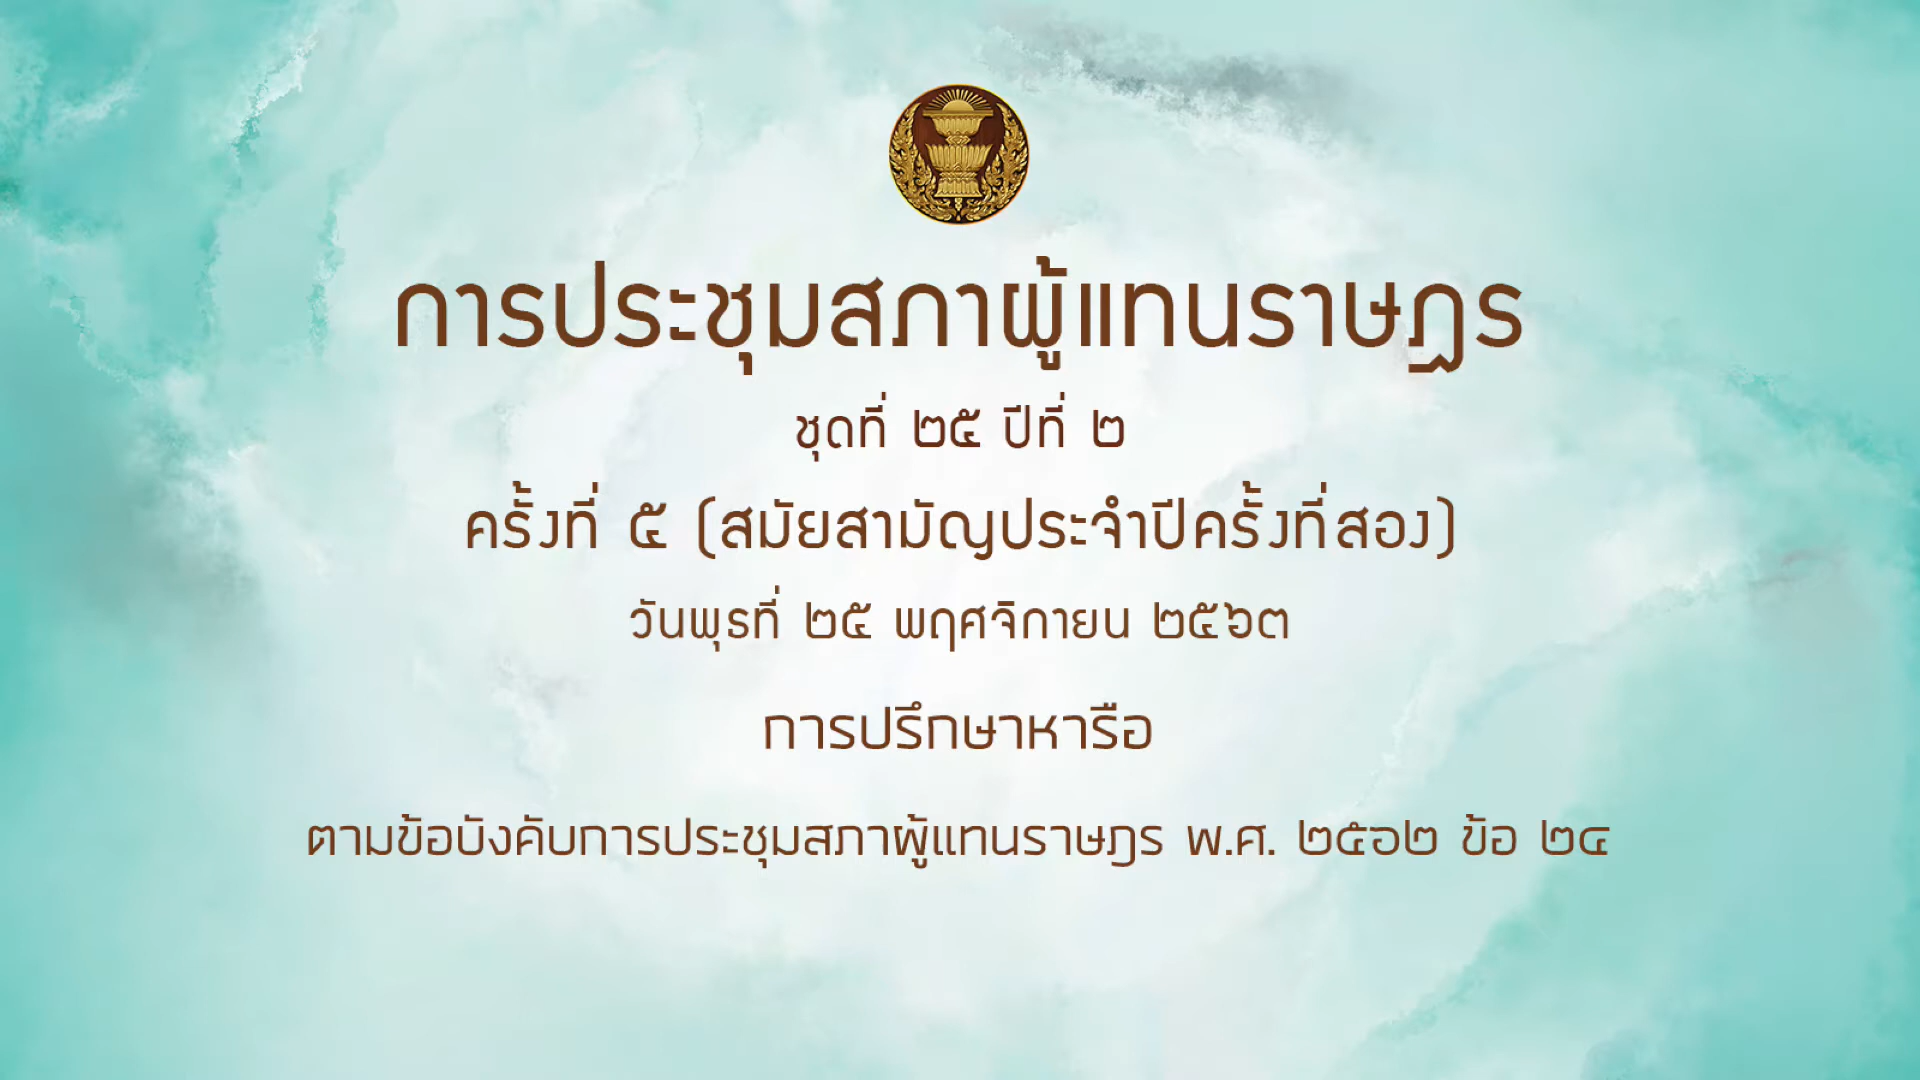 การประชุมสภาผู้แทนราษฎร
ชุดที่ ๒๕ ปีที่ ๒
ครั้งที่ ๕ (สมัยสามัญประจำปีครั้งที่สอง)
วันพุธที่ ๒๕ พฤศจิกายน ๒๕๖๓
การปรึกษาหารือ
ตามข้อบังคับการประชุมสภาผู้แทนราษฎร พ.ศ. ๒๕๖๒ ข้อ ๒๔